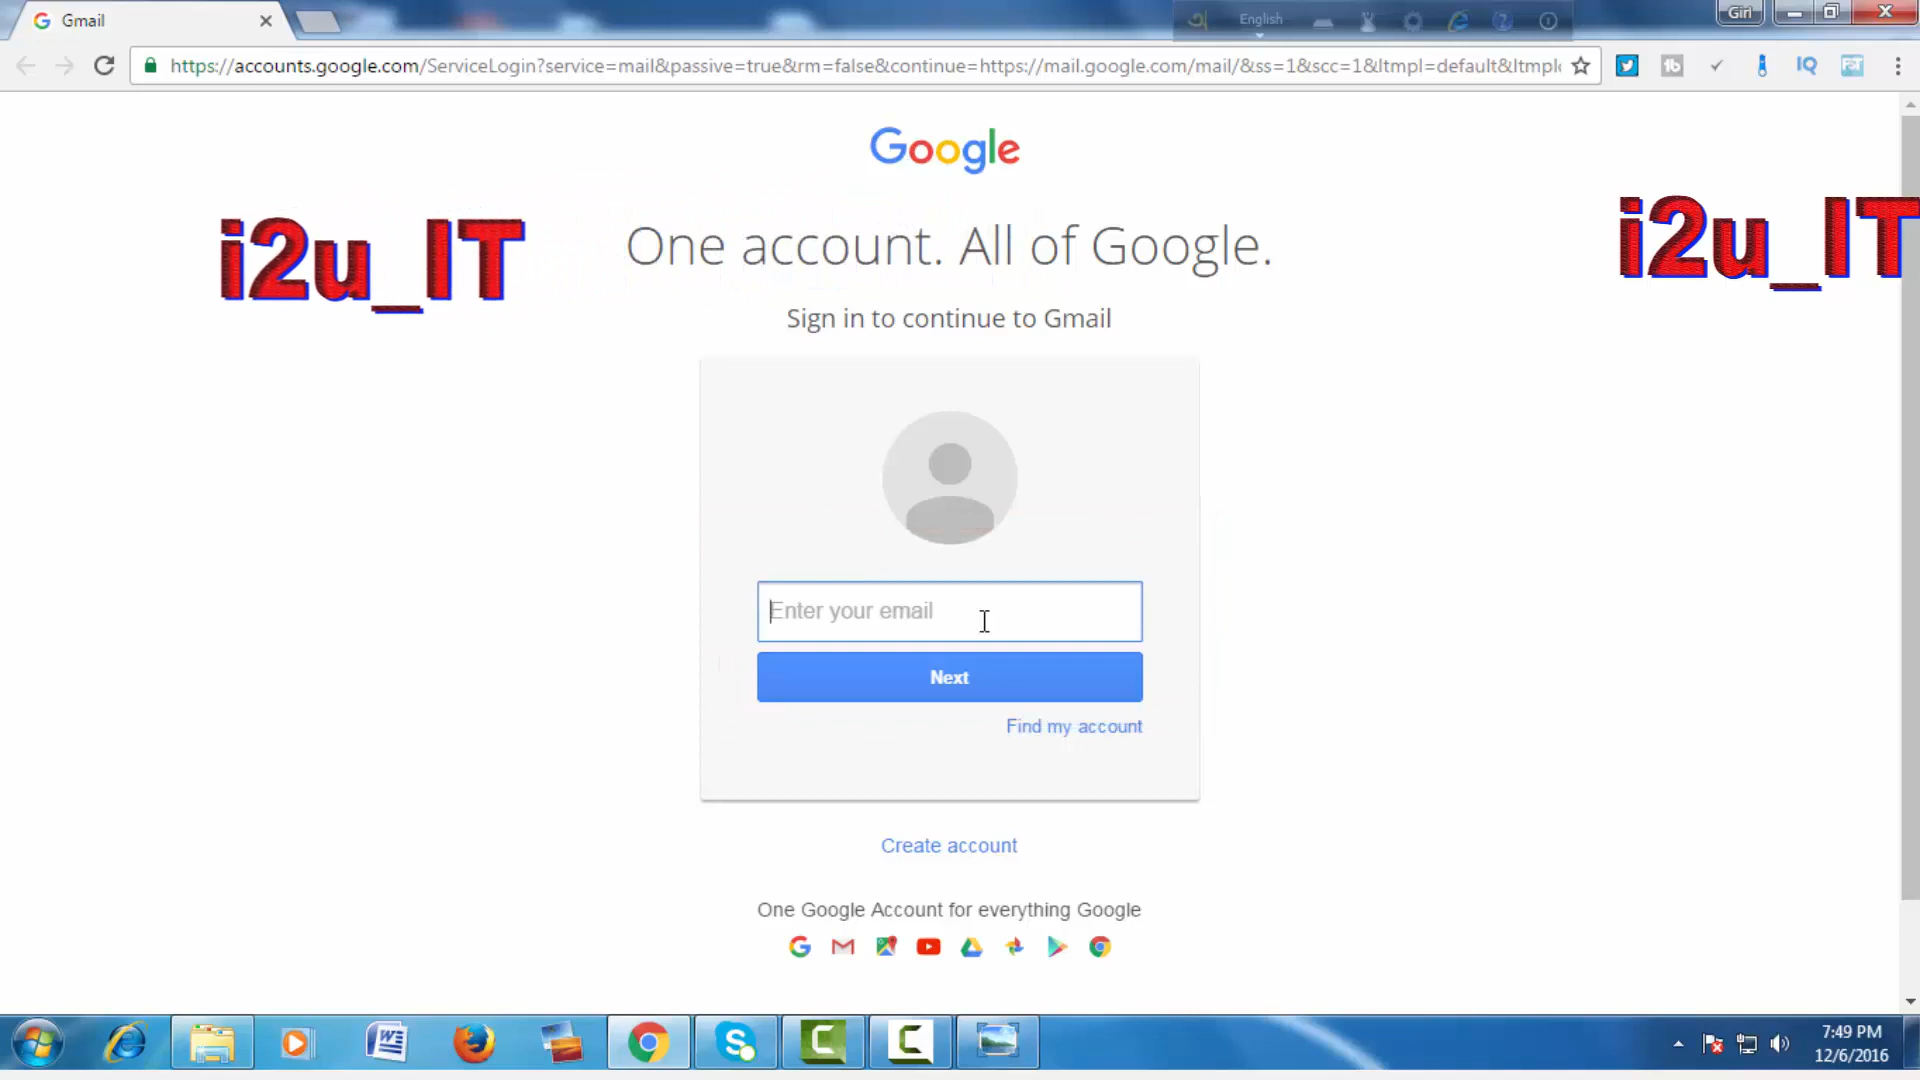 Gmail
English
Girl
https://accounts.google.com/ServiceLogin?service=mail&passive=true&rm=false&continue=https://mail.google.com/mail/&ss=1&scc=1&ltmpl=default&ltmpl
IQ
Google
i2u_IT
i2u_IT
One account. All of Google.
Sign in to continue to Gmail
Enter your email
Next
Find my account
Create account
One Google Account for everything Google
7:49 PM
12/6/2016